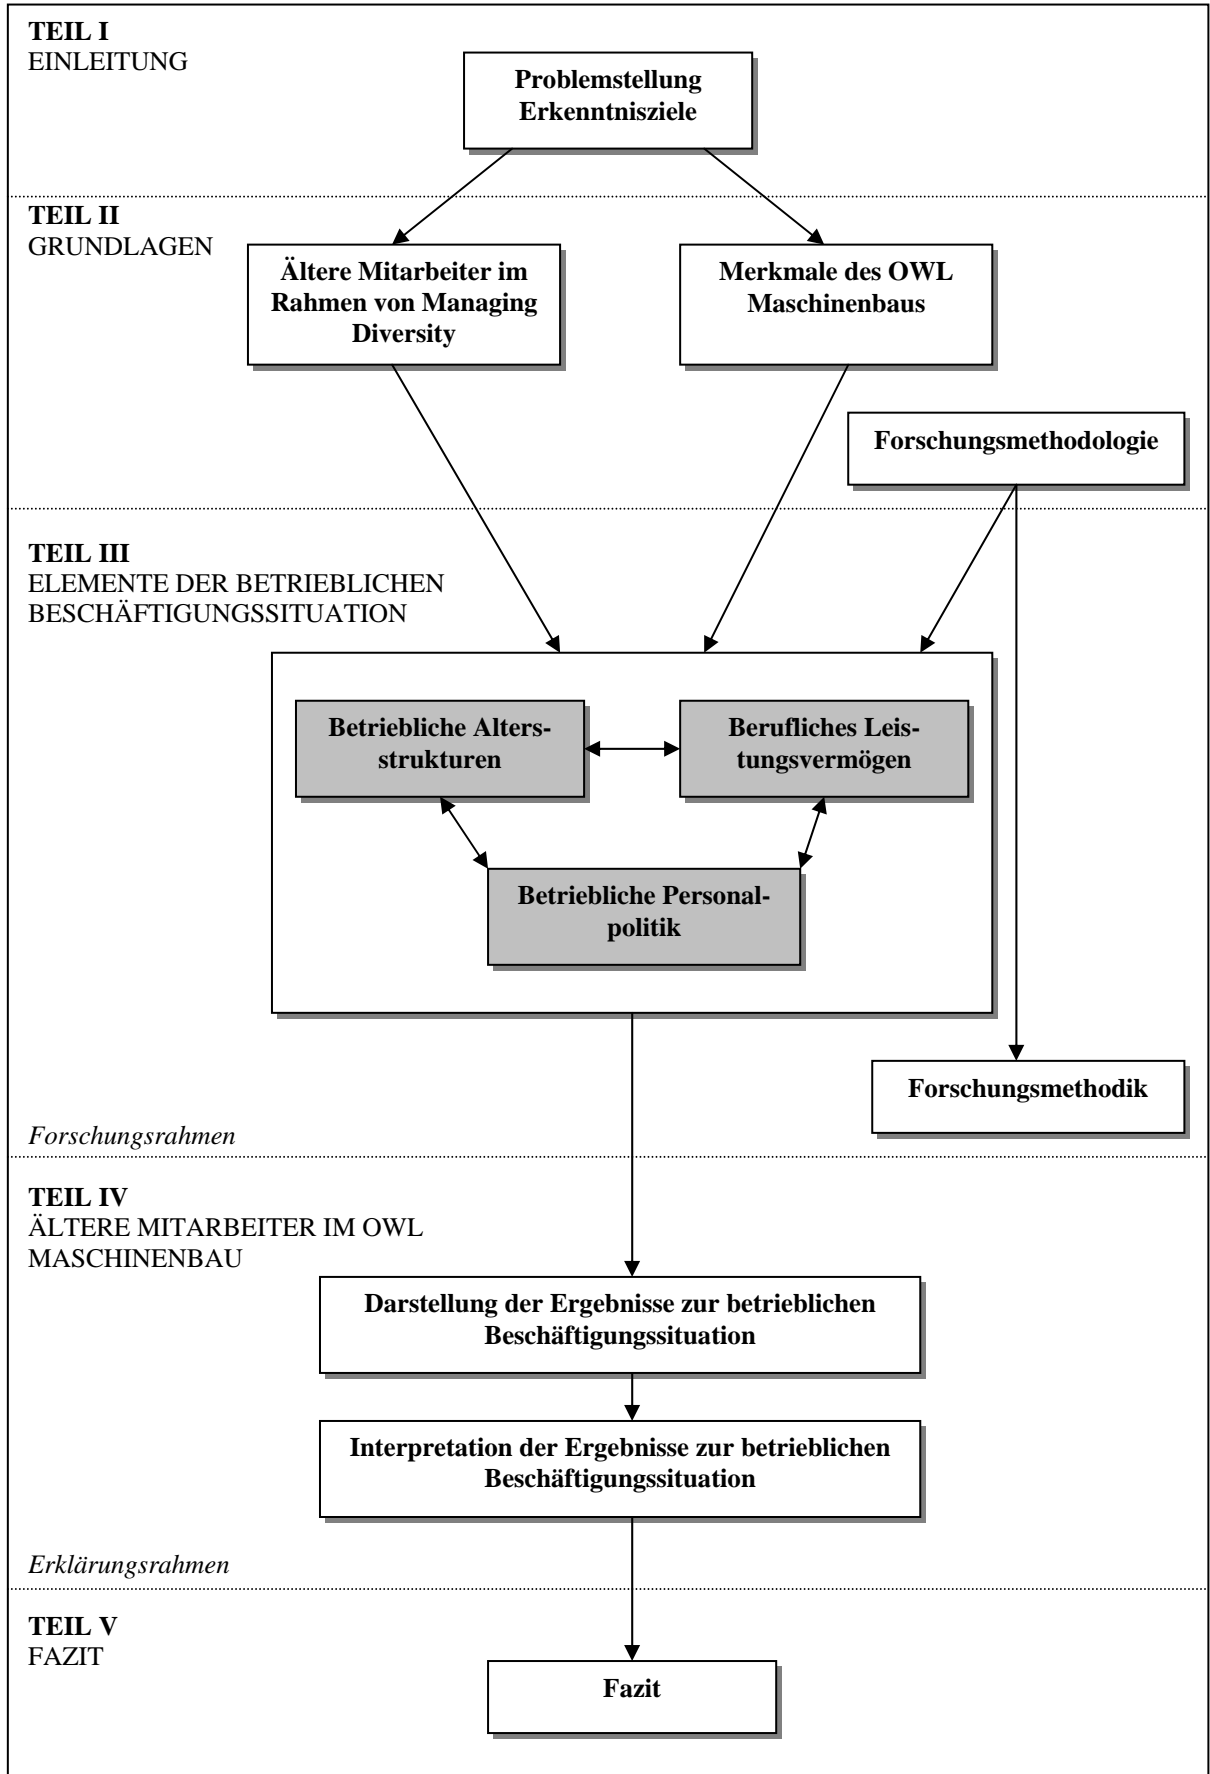 TEIL I
EINLEITUNG
Problemstellung
Erkenntnisziele
TEIL II
GRUNDLAGEN
Ältere Mitarbeiter im
Rahmen von Managing
Diversity
Merkmale des OWL
Maschinenbaus
Forschungsmethodologie
TEIL III
ELEMENTE DER BETRIEBLICHEN
BESCHÄFTIGUNGSSITUATION
Betriebliche Alters-
strukturen
Berufliches Leis-
tungsvermögen
Betriebliche Personal-
politik
Forschungsmethodik
Forschungsrahmen
TEIL IV
ÄLTERE MITARBEITER IM OWL
MASCHINENBAU
Darstellung der Ergebnisse zur betrieblichen
Beschäftigungssituation
Interpretation der Ergebnisse zur betrieblichen
Beschäftigungssituation
Erklärungsrahmen
TEIL V
FAZIT
Fazit